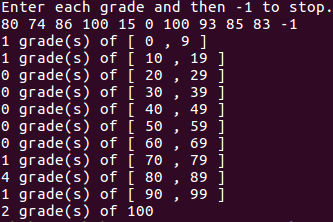 Enter each grade and then -1 to stop.
80 74 86 100 15 0 100 93 85 83 -1
1 grade(s) of [ 0 , 9 ]
1 grade(s) of [ 10 , 19 ]
0 grade(s) of [ 20 , 29 ]
0 grade(s) of [ 30 , 39 ]
0 grade(s) of [ 40 , 49 ]
0 grade(s) of [ 50 , 59 ]
0 grade(s) of [ 60 , 69 ]
1 grade(s) of [ 70 , 79 ]
4 grade(s) of [ 80 , 89 ]
1 grade(s) of [ 90 , 99 ]
2 grade(s) of 100